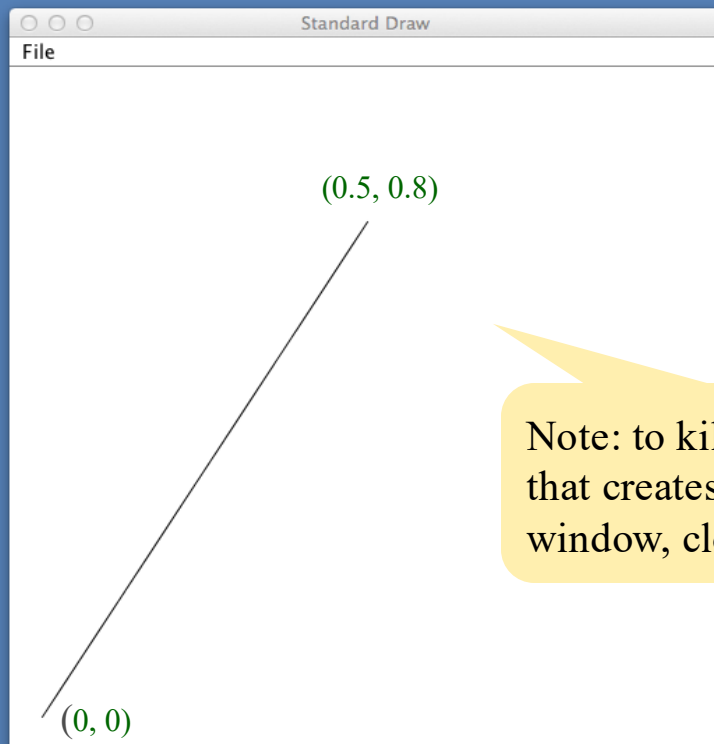 Standard Draw
File
(0.5, 0.8)
Note: to
that creates
window,
(0, 0)